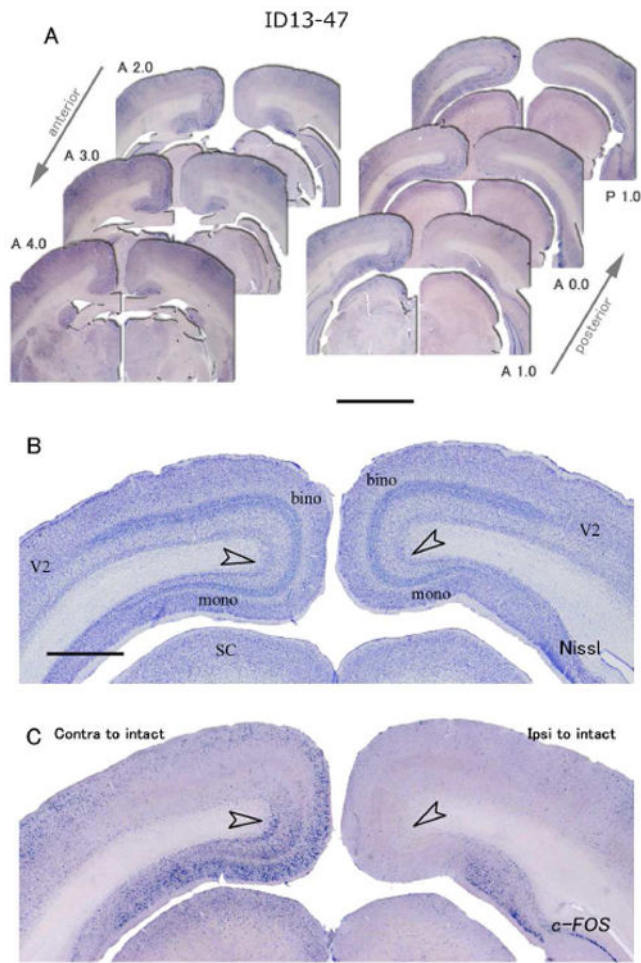 ID13-47
A
A 2.0
anterior
A 3.0
A 4.0
P 1.0
A 0.0
posterior
A 1.0
B
bino
bino
V2
V2
mono
mono
SC
Nissl
C
Contra to intact
Ipsi to intact
c-FOS